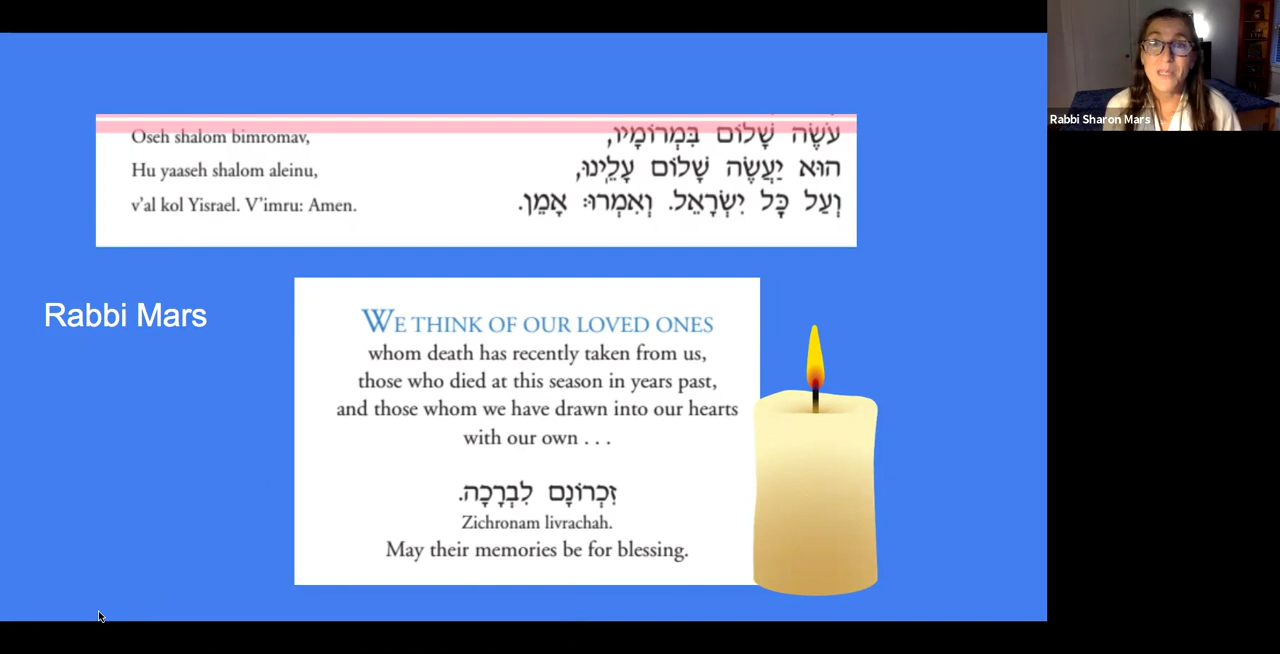 Oseh shalom bimromav,
עֹשֶׂה שָׁלוֹם בִּמְרוֹמָיו,
Hu yaaseh shalom aleinu,
הוּא יַעֲשֶׂה שָׁלוֹם עָלֵֽינוּ,
v'al kol Yisrael. V'imru: Amen.
וְעַל כׇּל יִשְׂרָאֵל. וְאִמְרוּ: אָמֵן.
Rabbi Mars
WE THINK OF OUR LOVED ONES
whom death has recently taken from us,
those who died at this season in years past,
and those whom we have drawn into our hearts
with our own . . .
זִכְרוֹנָם לִבְרָכָה.
Zichronam livrachah.
May their memories be for blessing.
Rabbi Sharon Mars